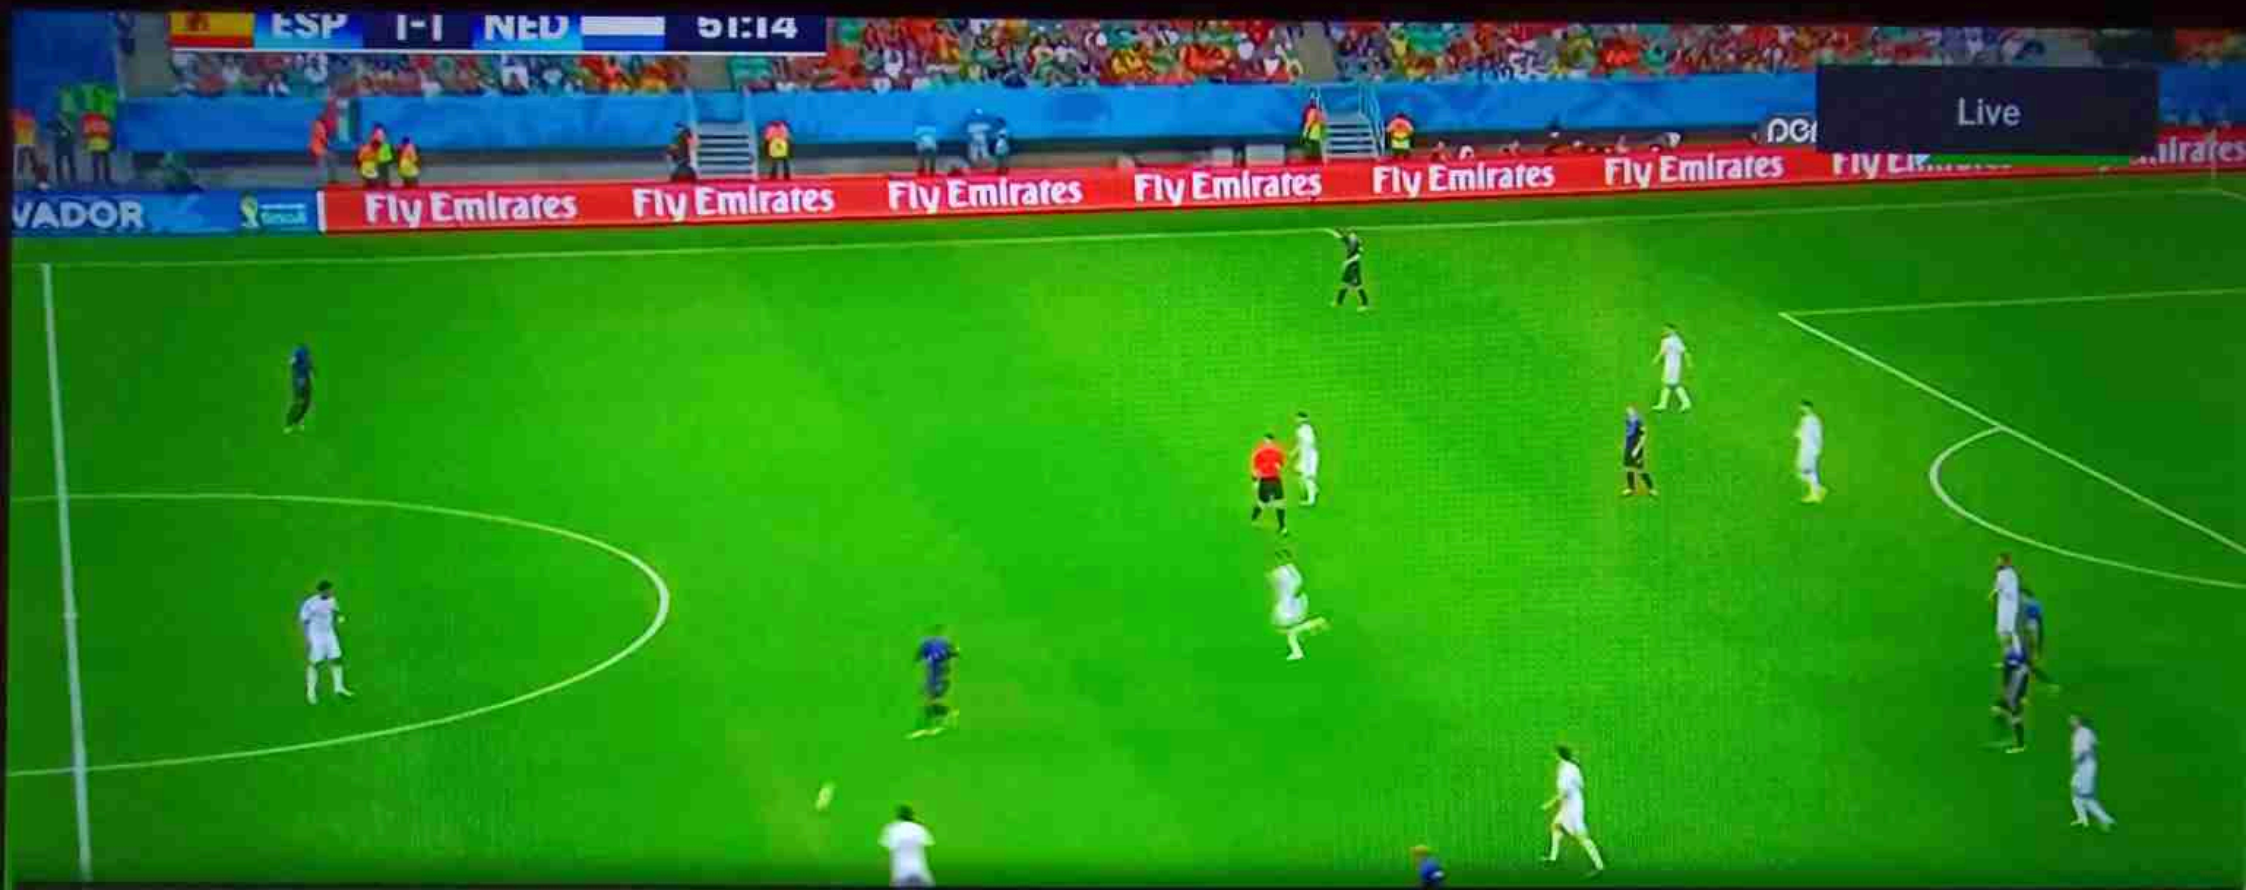 ESP 1-1 NED 51:14
Live
VADOR
Fly Emirates Fly Emirates Fly Emirates Fly Emirates Fly Emirates Fly Emirates Fly